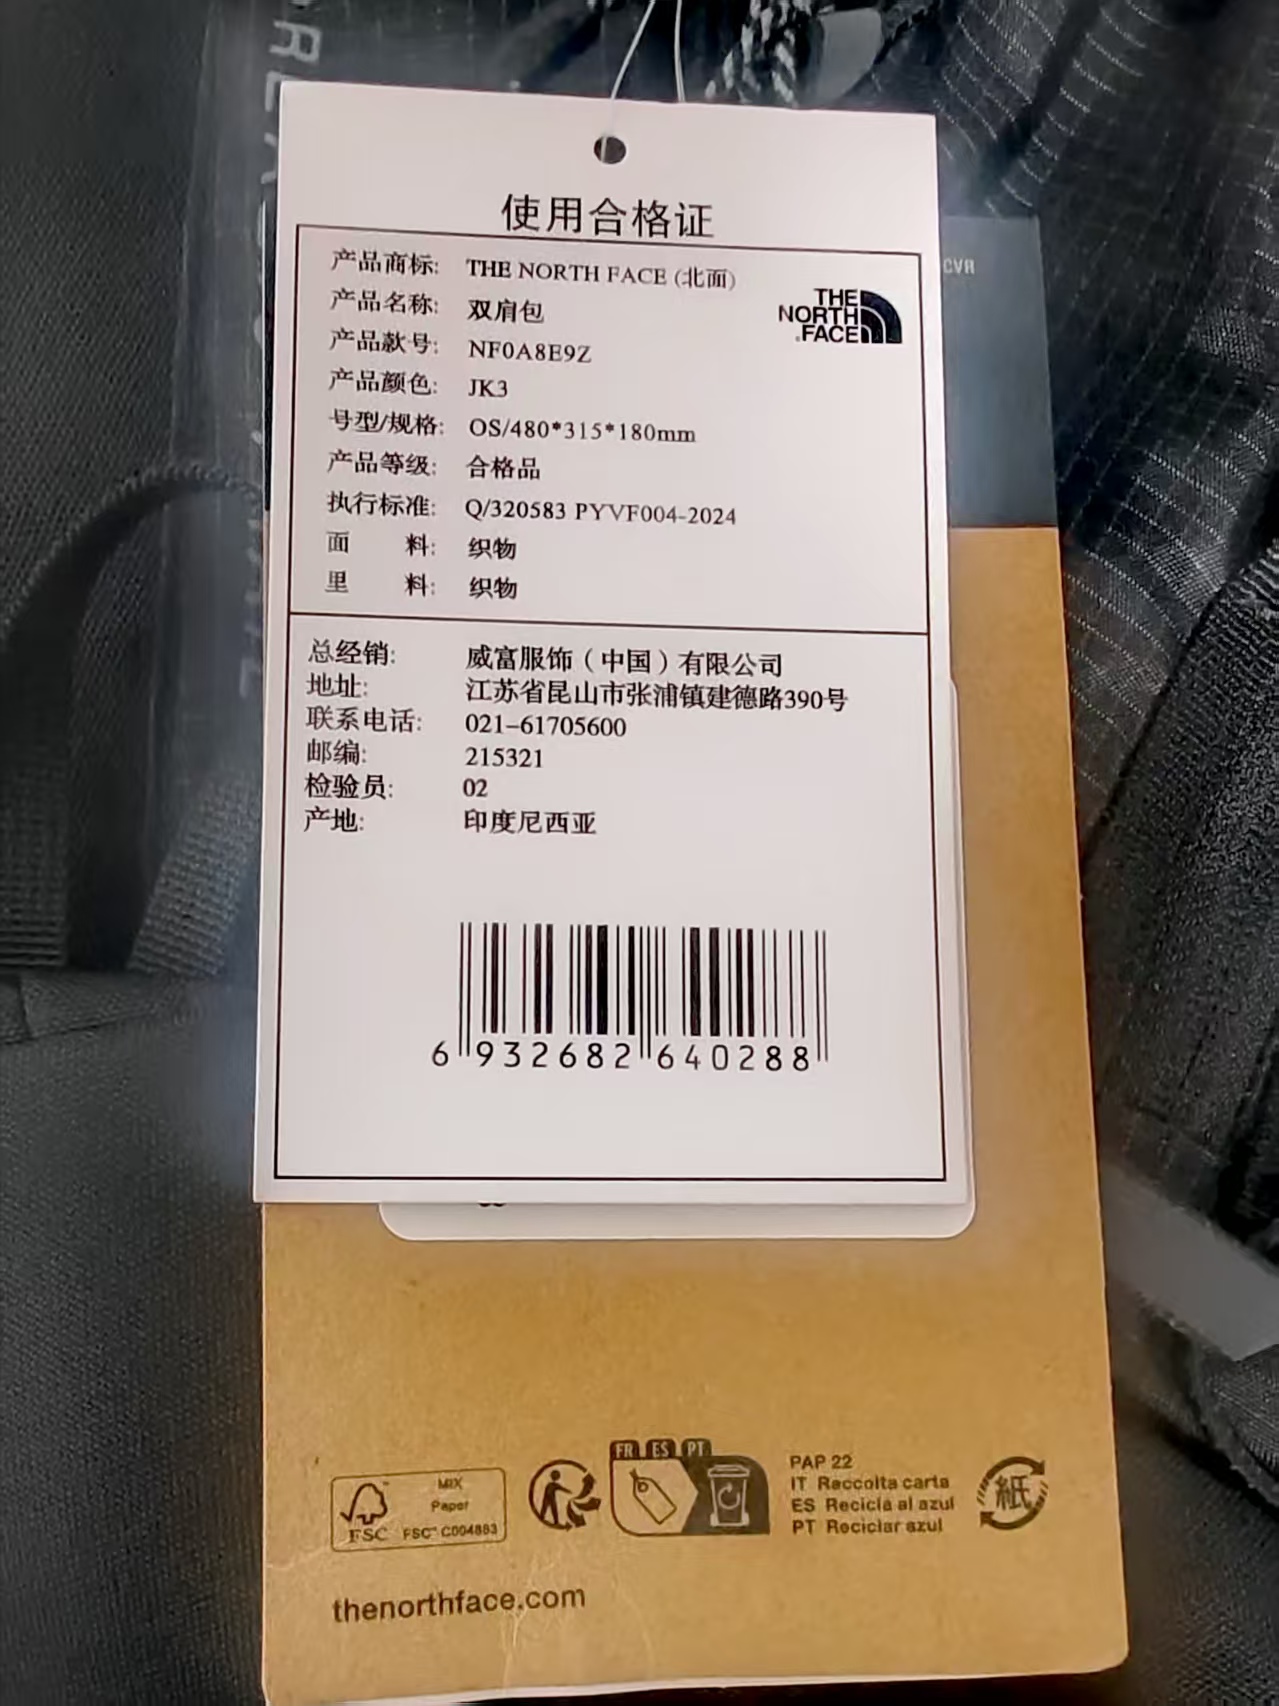 使用合格证
产品商标: THE NORTH FACE (北面)
产品名称: 双肩包
产品款号: NF0A8E9Z
产品颜色: JK3
号型/规格: OS/480*315*180mm
产品等级: 合格品
执行标准: Q/320583 PYVF004-2024
面 料: 织物
里 料: 织物
THE
NORTH
FACE
总经销: 威富服饰（中国）有限公司
地址: 江苏省昆山市张浦镇建德路390号
联系电话: 021-61705600
邮编: 215321
检验员: 02
产地: 印度尼西亚
6 932682 640288
CVR
FSC
MIX
Paper
FSC® C004883
FR ES PT
PAP 22
IT Raccolta carta
ES Recicla al azul
PT Reciclar azul
紙
thenorthface.com